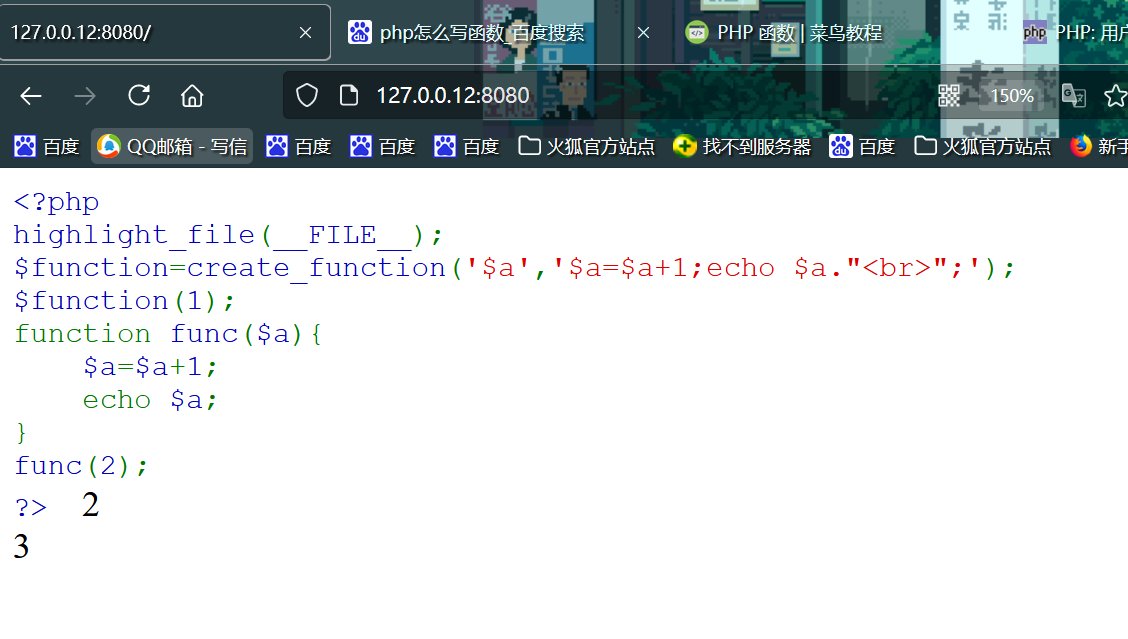 127.0.0.12:8080/ php怎么写函数_百度搜索 PHP 函数 | 菜鸟教程 php PHP: 用户
127.0.0.12:8080 150%
百度 QQ邮箱 - 写信 百度 百度 百度 火狐官方站点 找不到服务器 百度 火狐官方站点 新手
<?php
highlight_file(__FILE__);
$function=create_function('$a','$a=$a+1;echo $a."<br>";');
$function(1);
function func($a){
    $a=$a+1;
    echo $a;
}
func(2);
?> 2
3